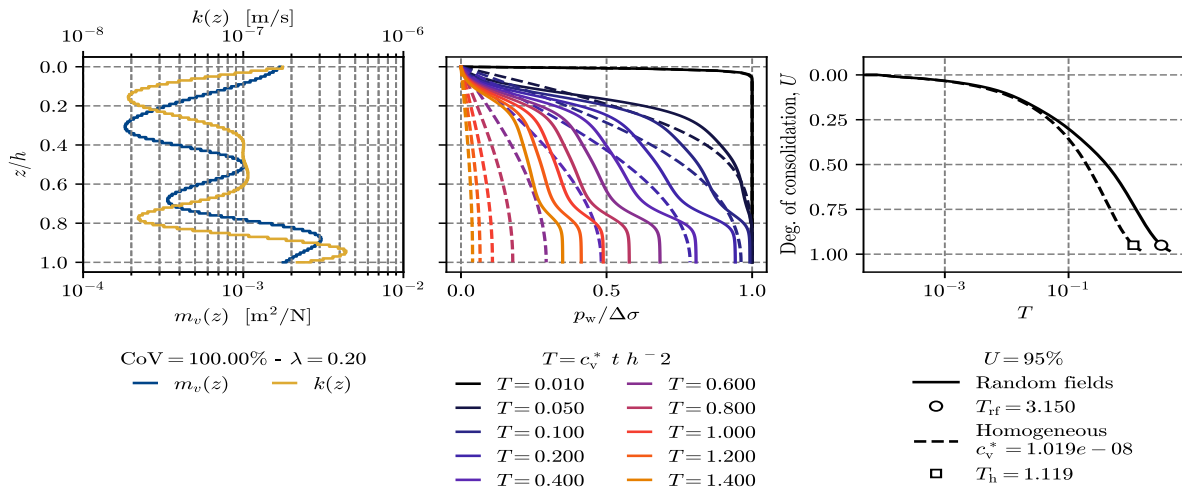 k(z) [m/s]
10⁻⁸ 10⁻⁷ 10⁻⁶
0.0
0.2
0.4
0.6
0.8
1.0
z/h
10⁻⁴ 10⁻³ 10⁻²
m_v(z) [m²/N]
CoV = 100.00% - λ = 0.20
m_v(z) k(z)
0.0 0.5 1.0
p_w/Δσ
T = c_v^* t h⁻2
T = 0.010
T = 0.050
T = 0.100
T = 0.200
T = 0.400
T = 0.600
T = 0.800
T = 1.000
T = 1.200
T = 1.400
Deg. of consolidation, U
0.00
0.25
0.50
0.75
1.00
10⁻³ 10⁻¹
T
U = 95%
Random fields
T_rf = 3.150
Homogeneous
c_v^* = 1.019e − 08
T_h = 1.119